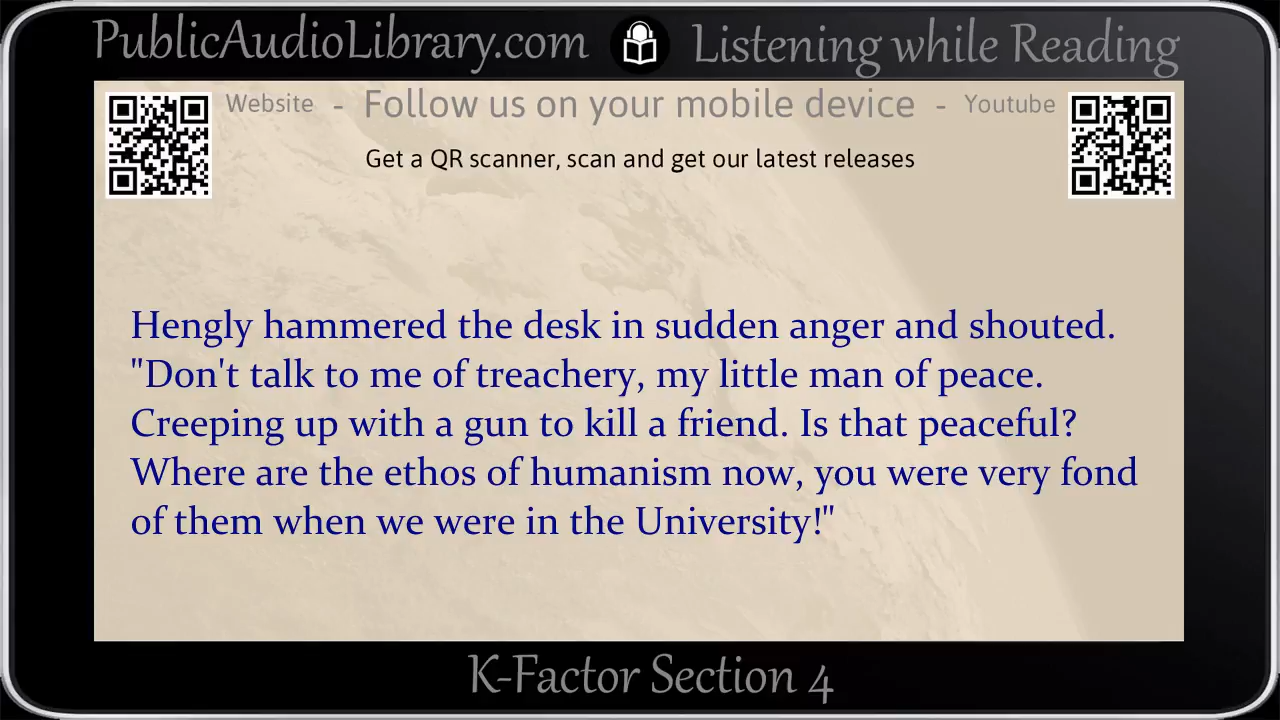 PublicAudioLibrary.com Listening while Reading
Website - Follow us on your mobile device - Youtube
Get a QR scanner, scan and get our latest releases
Hengly hammered the desk in sudden anger and shouted.
"Don't talk to me of treachery, my little man of peace.
Creeping up with a gun to kill a friend. Is that peaceful?
Where are the ethos of humanism now, you were very fond
of them when we were in the University!"
K-Factor Section 4